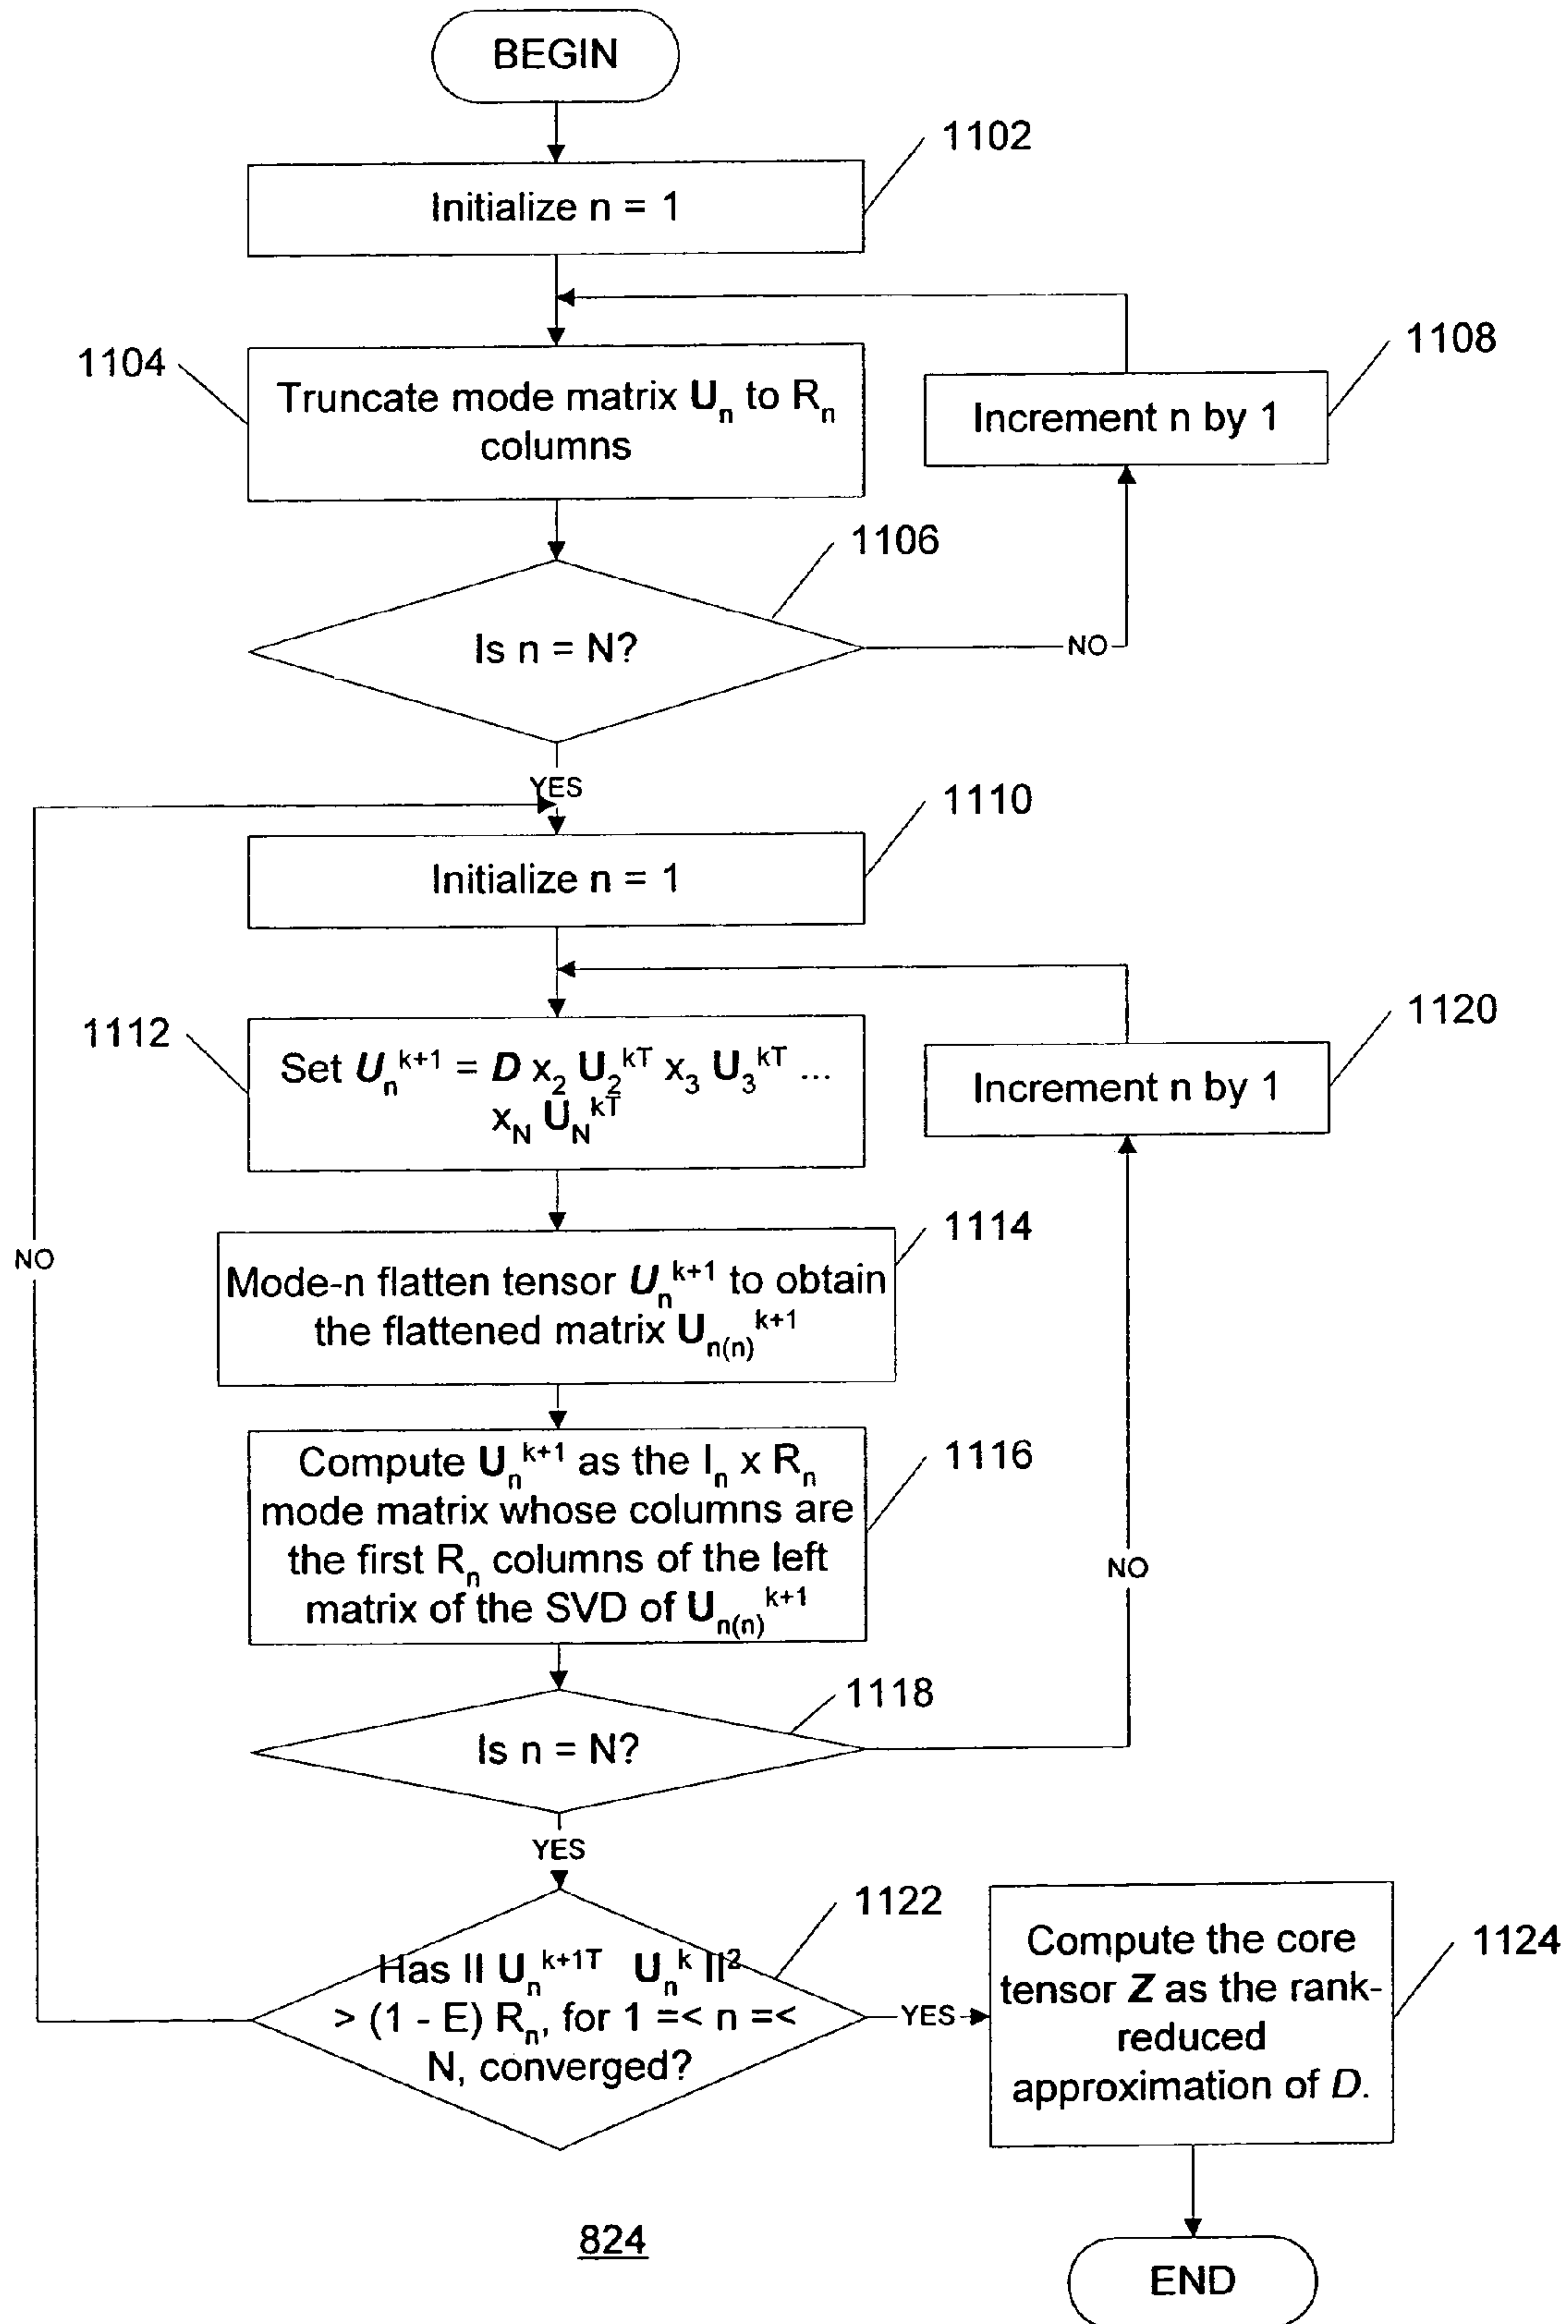 BEGIN
1102
Initialize n = 1
1104
Truncate mode matrix Uₙ to Rₙ
columns
1108
Increment n by 1
1106
Is n = N?
NO
YES
1110
Initialize n = 1
1112
Set Uₙᵏ⁺¹ = D x₂ U₂ᵏᵀ x₃ U₃ᵏᵀ ...
x_N U_Nᵏᵀ
1120
Increment n by 1
1114
Mode-n flatten tensor Uₙᵏ⁺¹ to obtain
the flattened matrix Uₙ₍ₙ₎ᵏ⁺¹
NO
1116
Compute Uₙᵏ⁺¹ as the Iₙ x Rₙ
mode matrix whose columns are
the first Rₙ columns of the left
matrix of the SVD of Uₙ₍ₙ₎ᵏ⁺¹
NO
1118
Is n = N?
YES
1122
Has II Uₙᵏ⁺¹ᵀ Uₙᵏ II²
> (1 - E) Rₙ, for 1 =< n =<
N, converged?
YES
1124
Compute the core
tensor Z as the rank-
reduced
approximation of D.
824
END